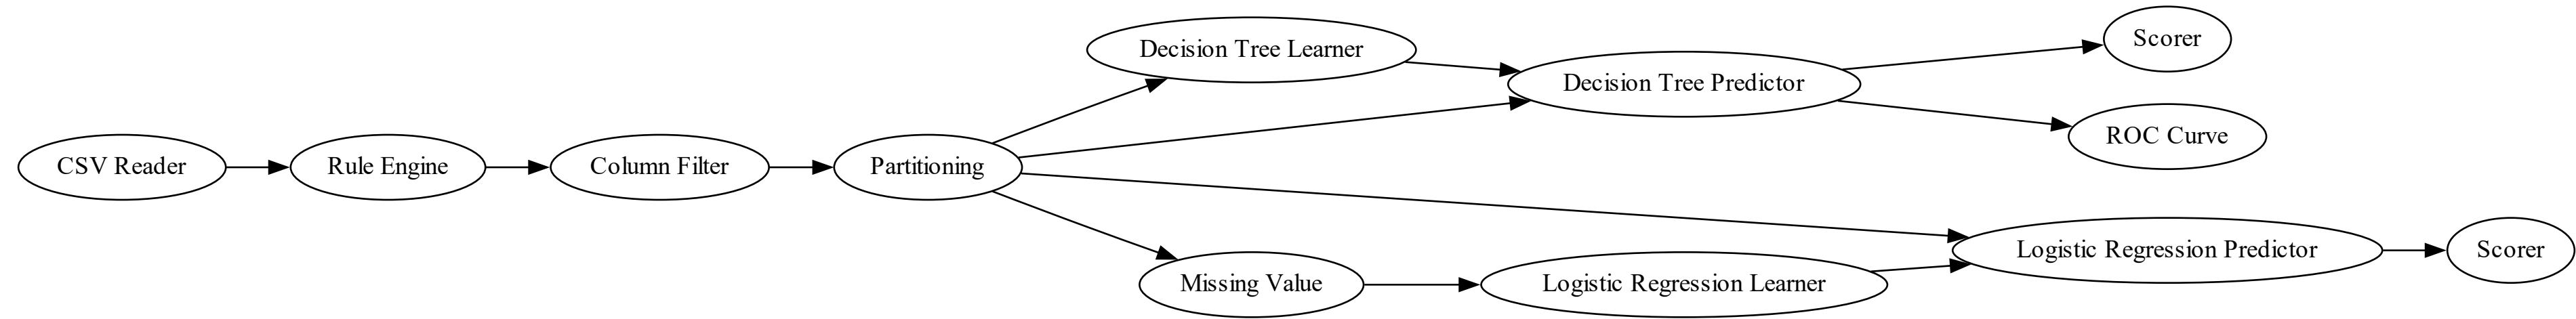 CSV Reader
Rule Engine
Column Filter
Partitioning
Decision Tree Learner
Decision Tree Predictor
Scorer
ROC Curve
Missing Value
Logistic Regression Learner
Logistic Regression Predictor
Scorer